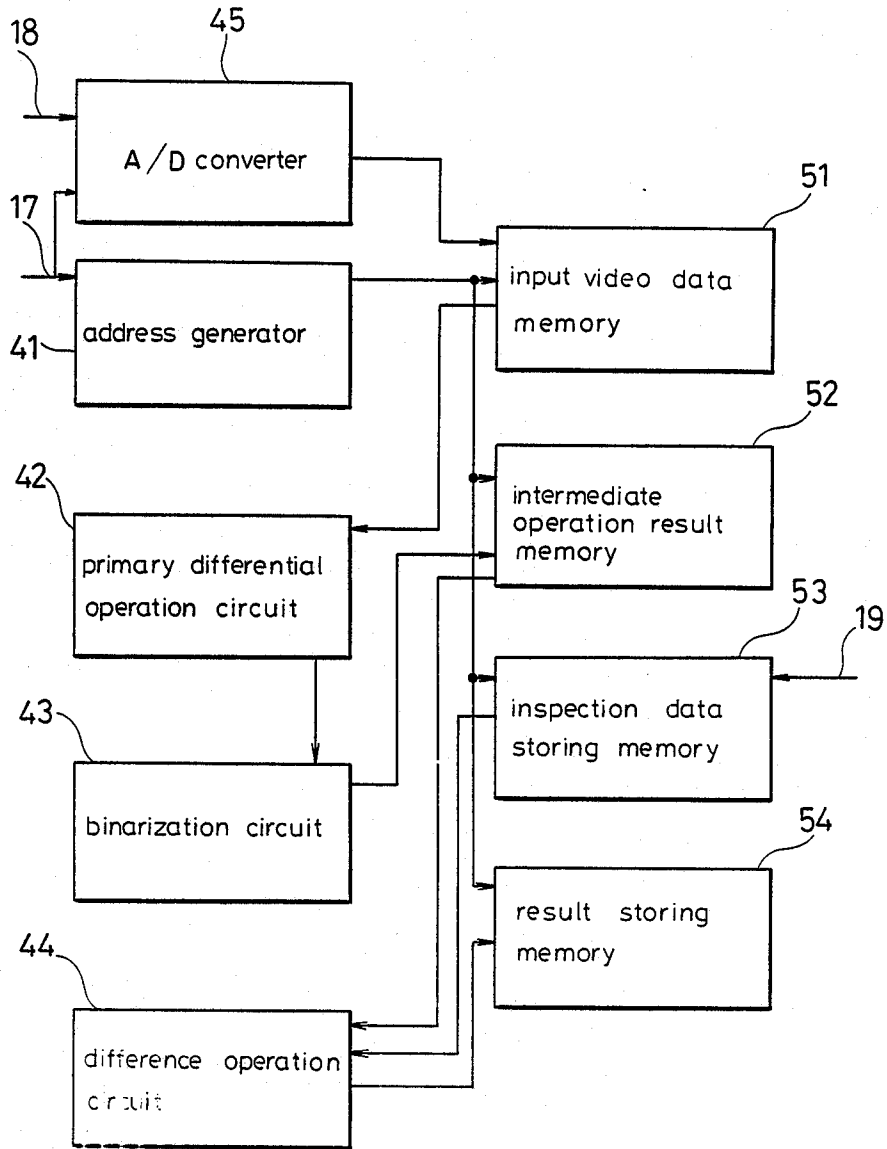 18
45
A/D converter
17
51
input video data
memory
address generator
41
52
42
intermediate
operation result
memory
primary differential
operation circuit
53
19
43
inspection data
storing memory
binarization circuit
54
result storing
memory
44
difference operation
circuit